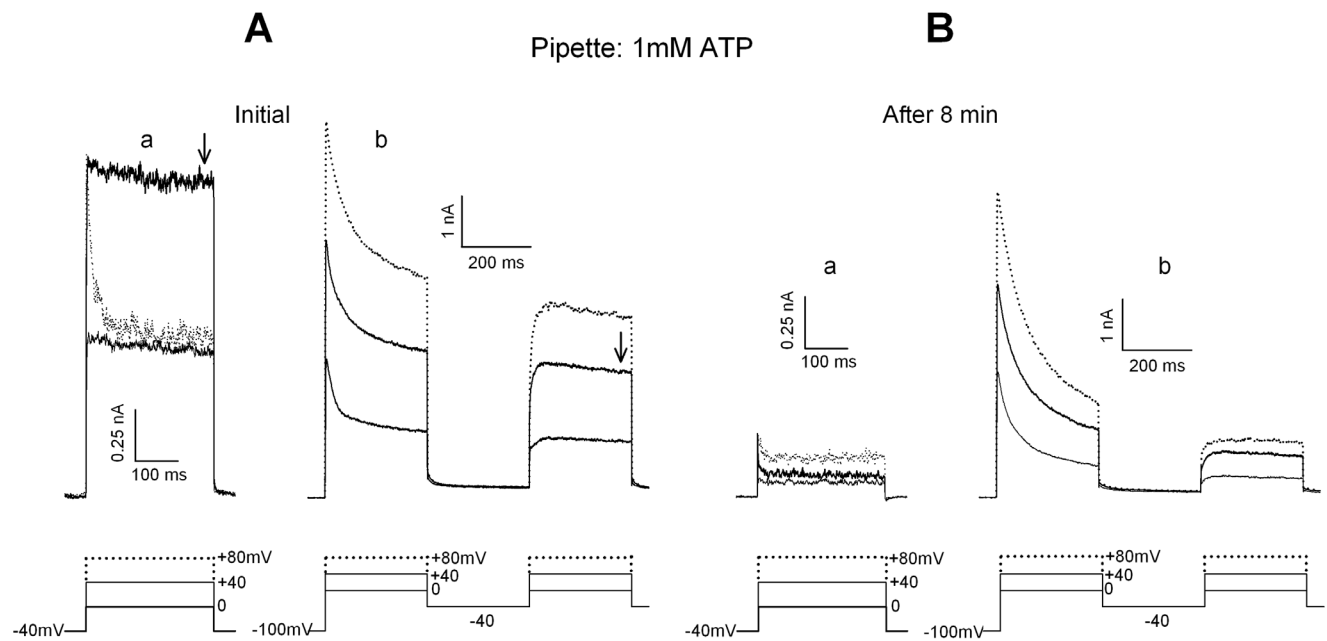 A
B
Pipette: 1mM ATP
Initial
After 8 min
a
b
1 nA
200 ms
0.25 nA
100 ms
a
b
0.25 nA
100 ms
1 nA
200 ms
+80mV
+40
0
-40mV
+80mV
+40
0
-100mV
-40
+80mV
+40
0
-40mV
+80mV
+40
0
-100mV
-40